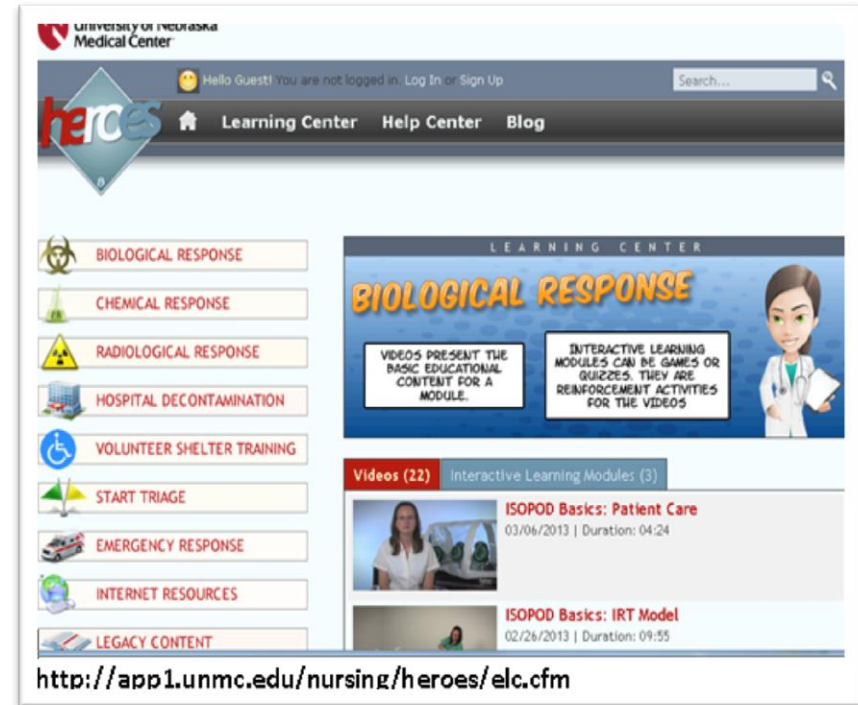 University of Nebraska
Medical Center
Hello Guest! You are not logged in. Log In or Sign Up
Search...
heroes
Learning Center Help Center Blog
BIOLOGICAL RESPONSE
CHEMICAL RESPONSE
RADIOLOGICAL RESPONSE
HOSPITAL DECONTAMINATION
VOLUNTEER SHELTER TRAINING
START TRIAGE
EMERGENCY RESPONSE
INTERNET RESOURCES
LEGACY CONTENT
LEARNING CENTER
BIOLOGICAL RESPONSE
VIDEOS PRESENT THE
BASIC EDUCATIONAL
CONTENT FOR A
MODULE.
INTERACTIVE LEARNING
MODULES CAN BE GAMES OR
QUIZZES. THEY ARE
REINFORCEMENT ACTIVITIES
FOR THE VIDEOS
Videos (22) Interactive Learning Modules (3)
ISOPOD Basics: Patient Care
03/06/2013 | Duration: 04:24
ISOPOD Basics: IRT Model
02/26/2013 | Duration: 09:55
http://app1.unmc.edu/nursing/heroes/elc.cfm